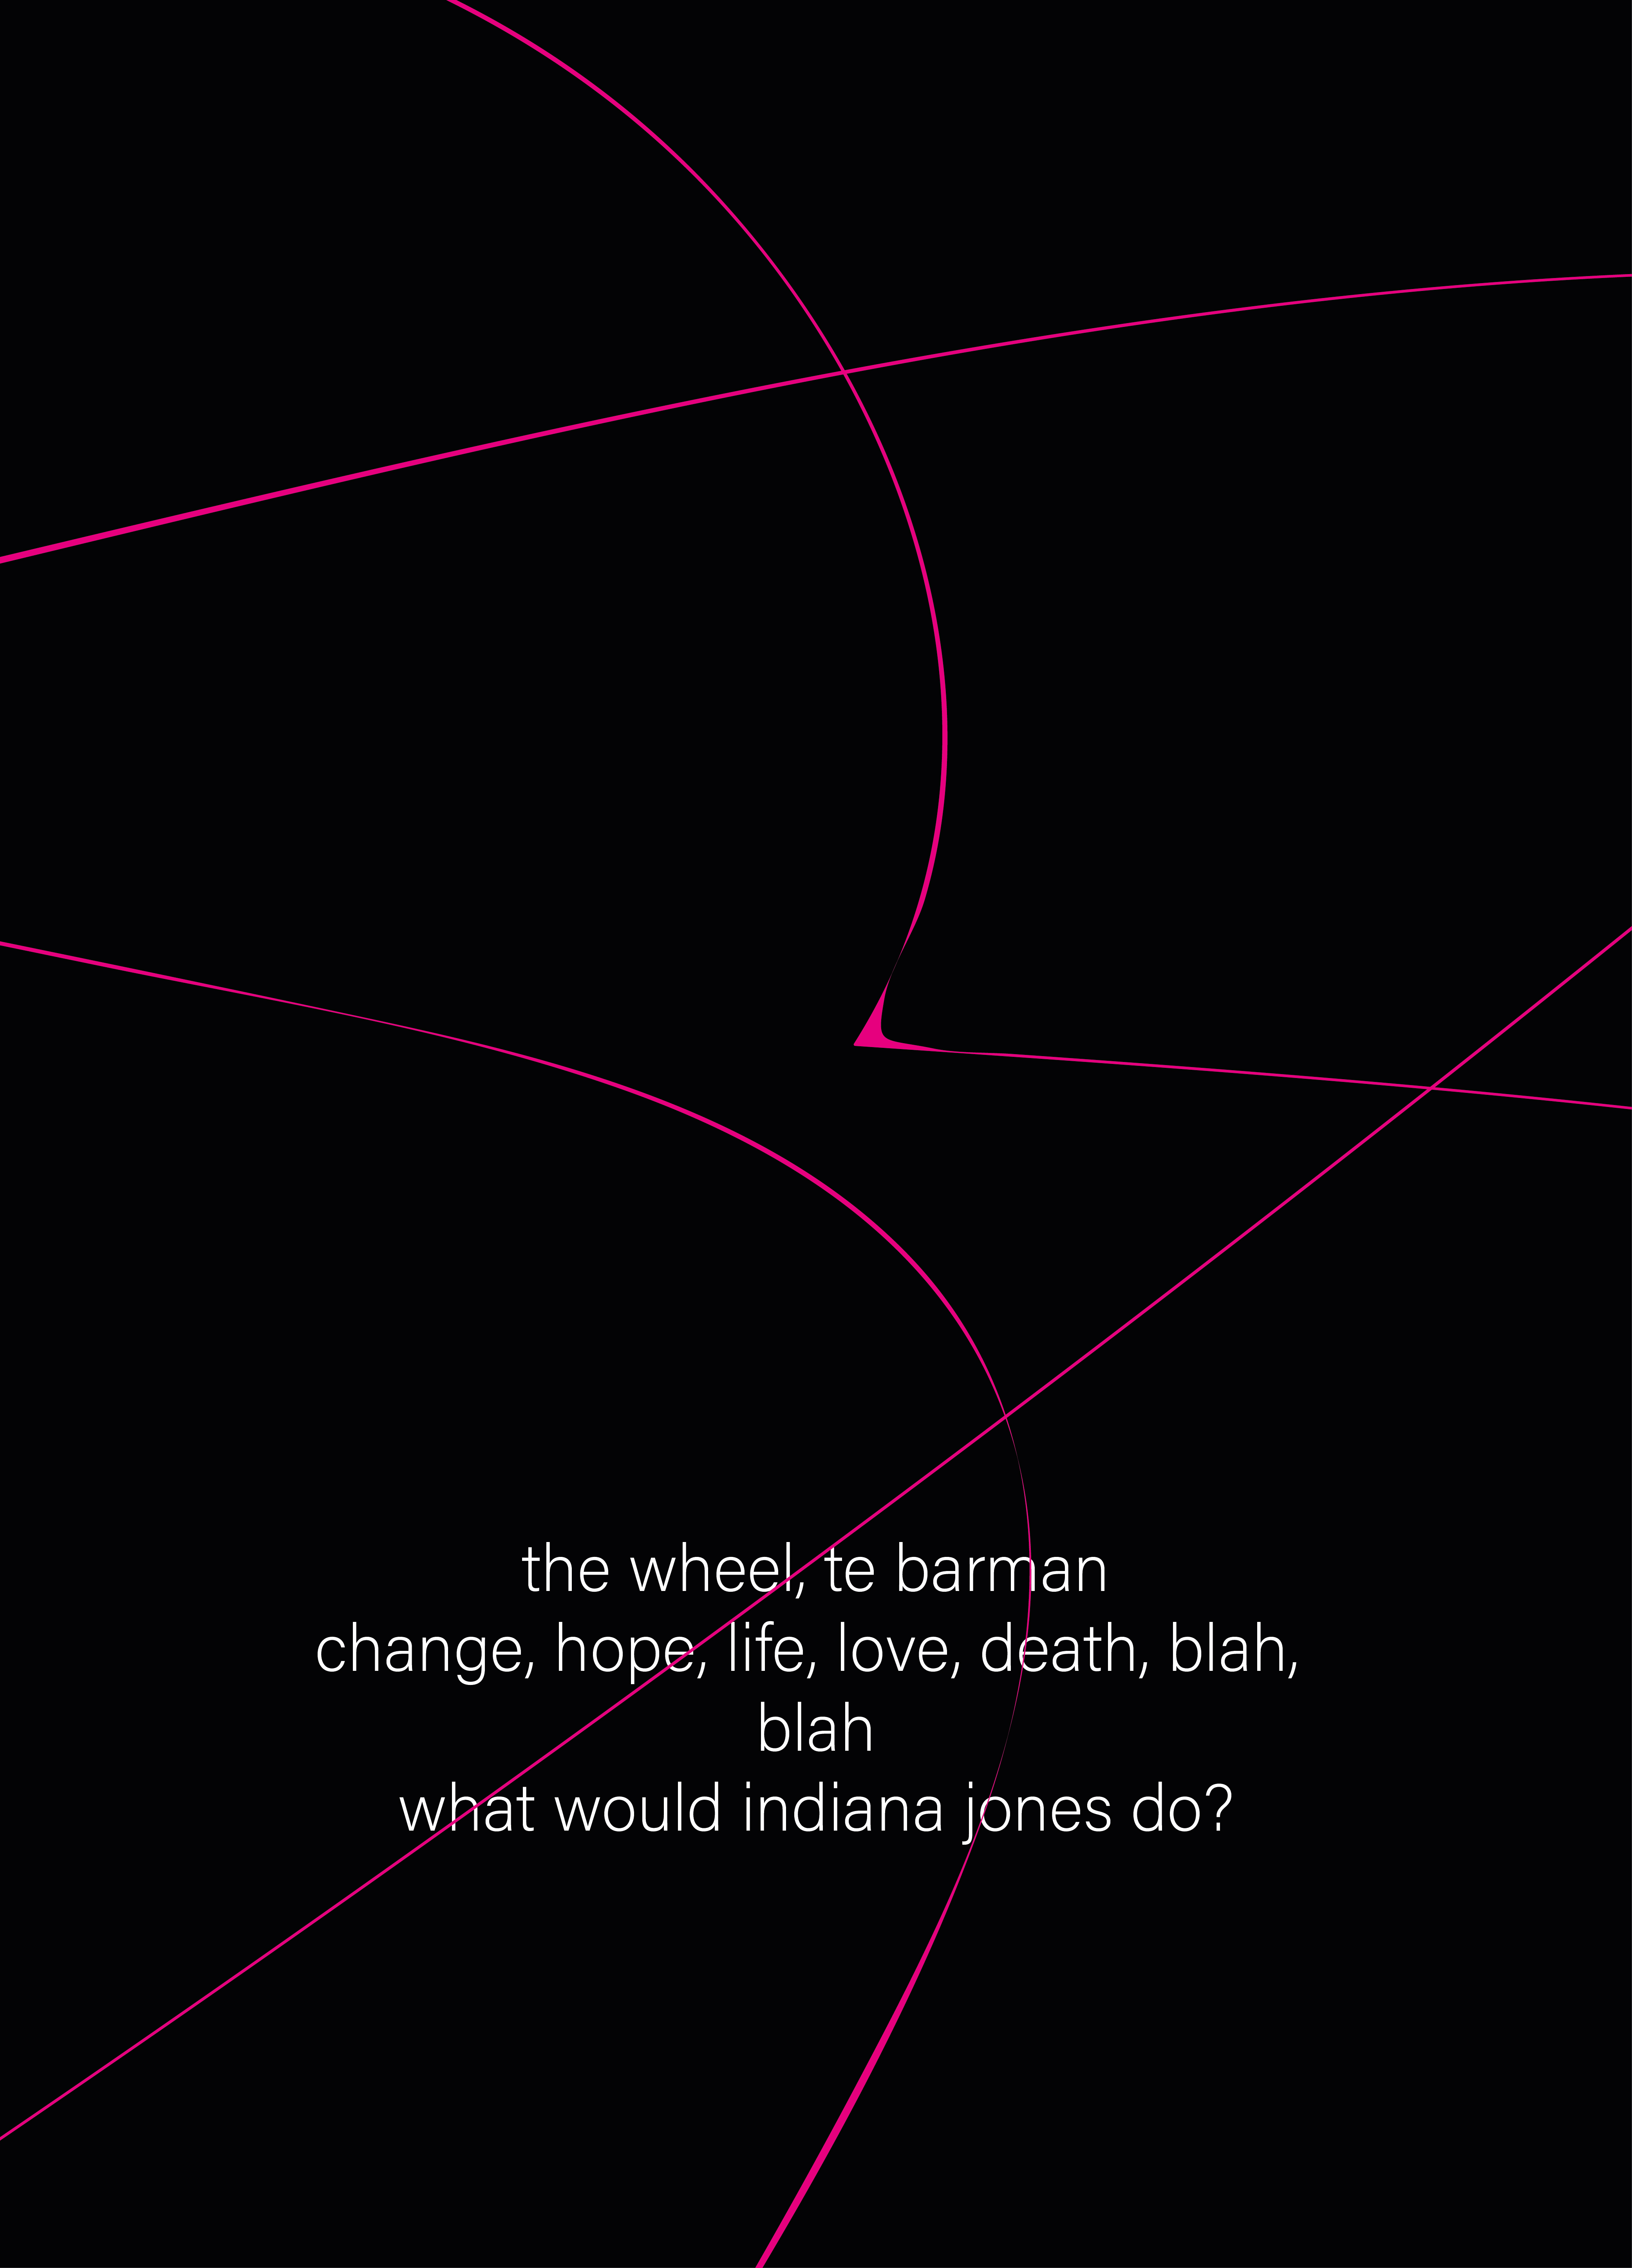 the wheel, te barman
change, hope, life, love, death, blah,
blah
what would indiana jones do?